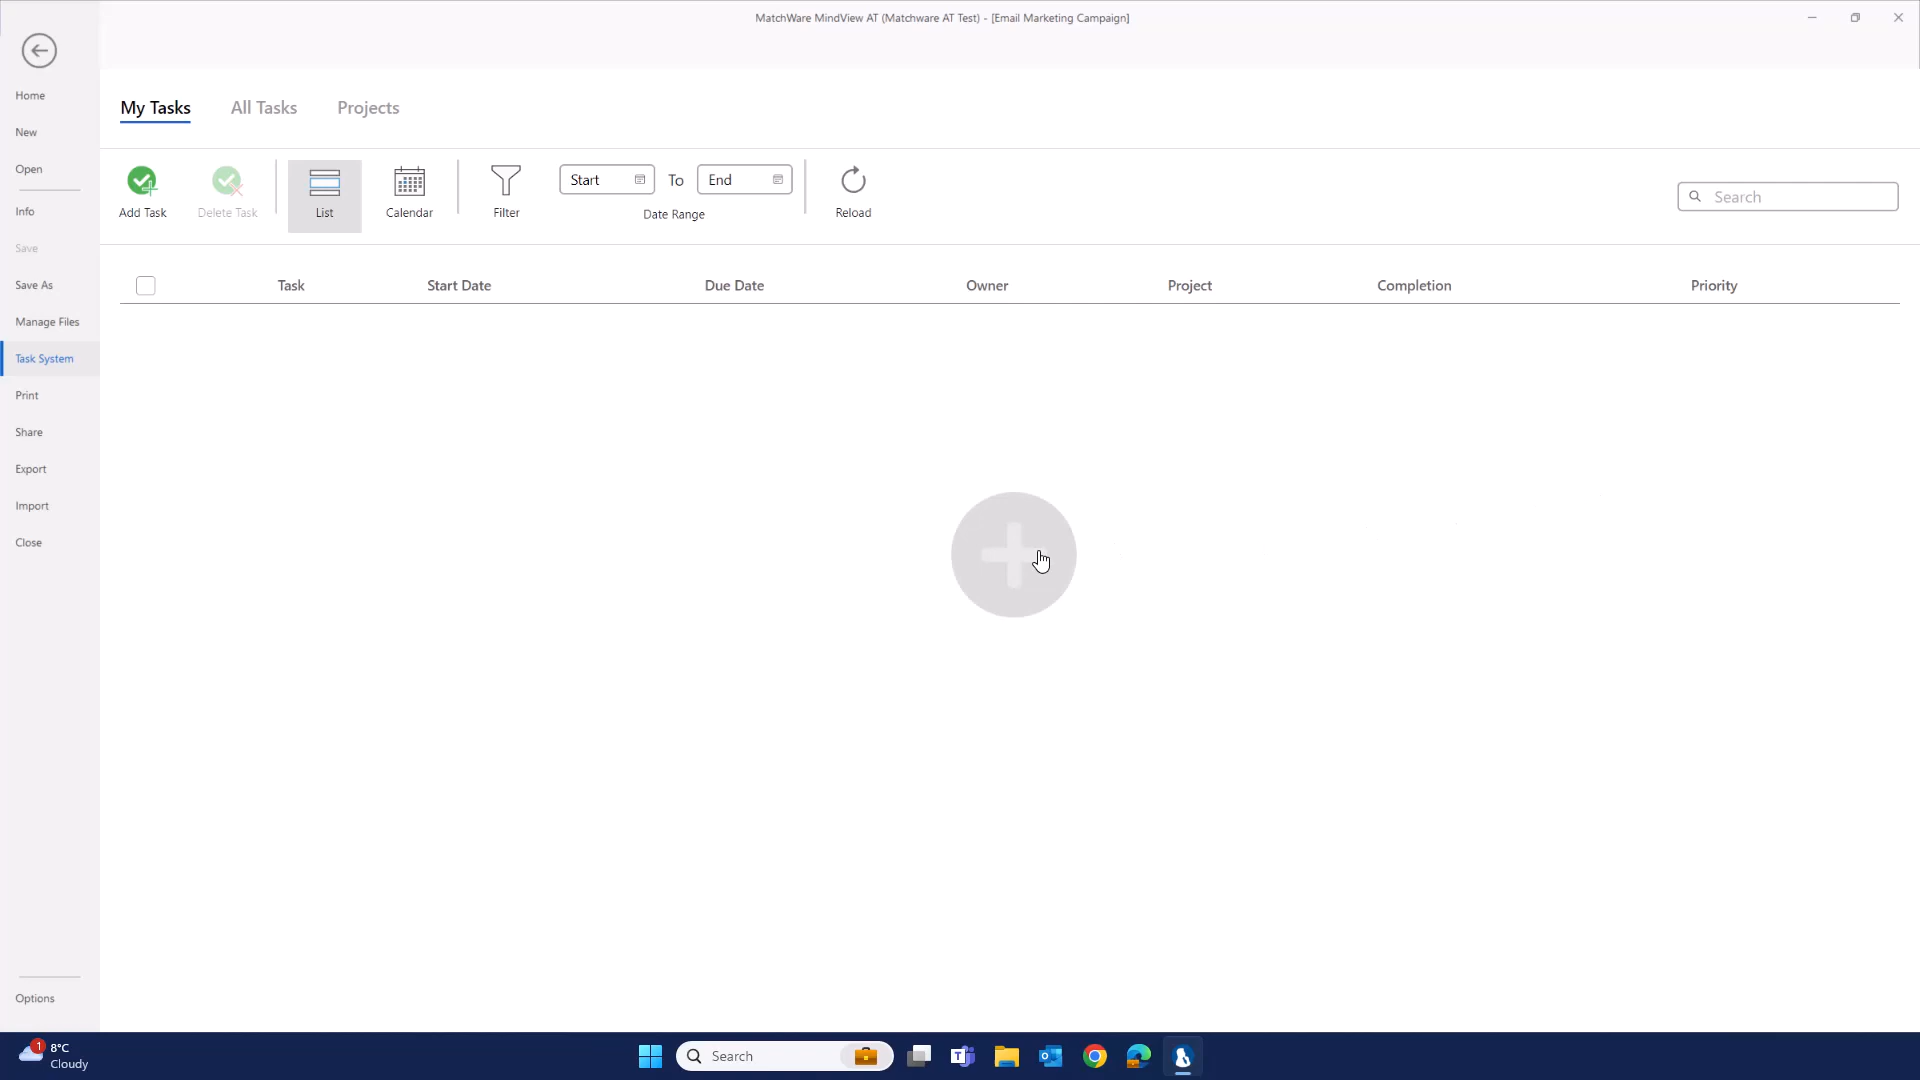 MatchWare MindView AT (Matchware AT Test) - [Email Marketing Campaign]
Home
New
Open
Info
Save
Save As
Manage Files
Task System
Print
Share
Export
Import
Close
Options
My Tasks All Tasks Projects
Add Task Delete Task List Calendar Filter
Start To End
Date Range
Reload
Search
Task Start Date Due Date Owner Project Completion Priority
1 8°C
Cloudy
Search